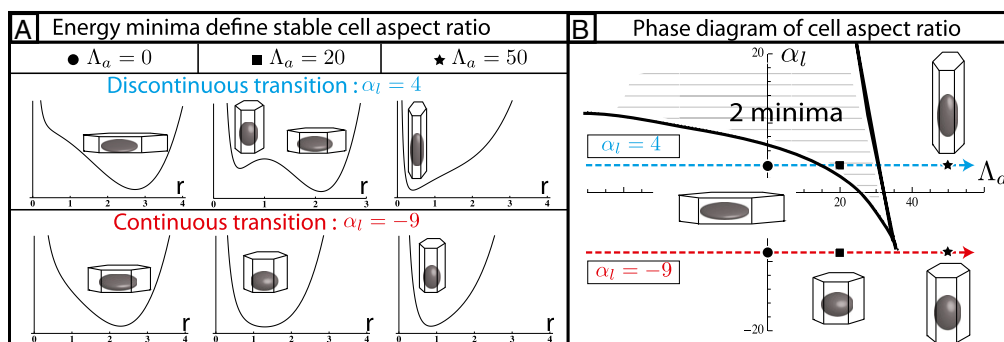 A Energy minima define stable cell aspect ratio
● Λₐ = 0 ■ Λₐ = 20 ★ Λₐ = 50
Discontinuous transition : αₗ = 4
r r r
0 1 2 3 4 0 1 2 3 4 0 1 2 3 4
Continuous transition : αₗ = −9
r r r
0 1 2 3 4 0 1 2 3 4 0 1 2 3 4
B Phase diagram of cell aspect ratio
20 αₗ
2 minima
αₗ = 4
Λₐ
20 40
αₗ = −9
−20